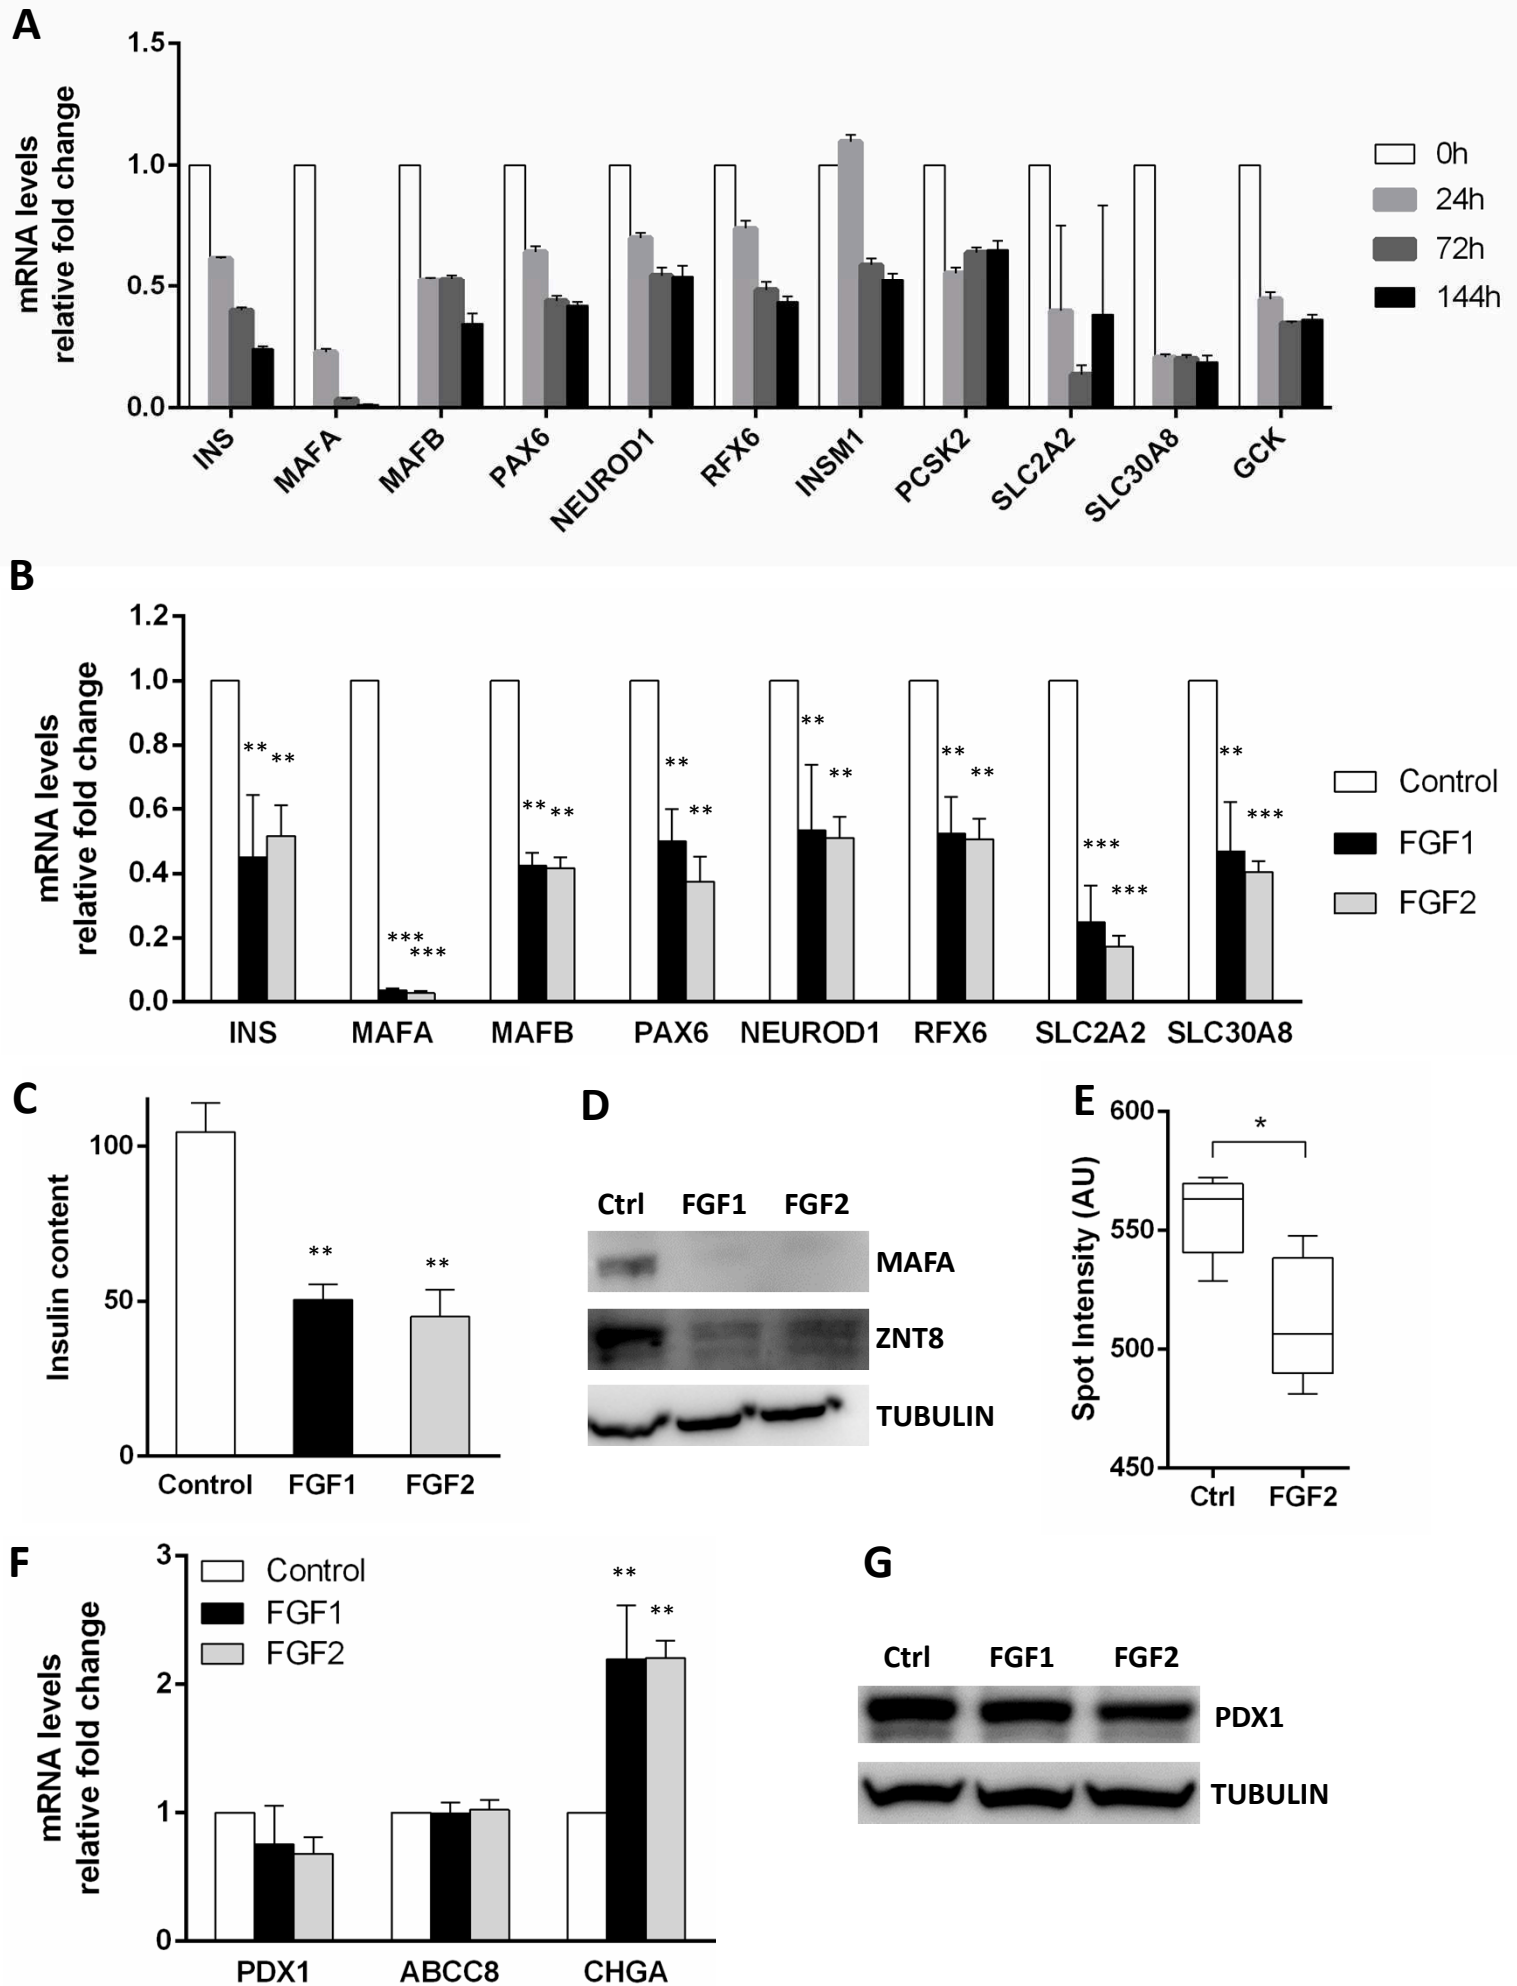 A
mRNA levels
relative fold change
1.5
1.0
0.5
0.0
INS
MAFA
MAFB
PAX6
NEUROD1
RFX6
INSM1
PCSK2
SLC2A2
SLC30A8
GCK
0h
24h
72h
144h
B
mRNA levels
relative fold change
1.2
1.0
0.8
0.6
0.4
0.2
0.0
** **
*** ***
** **
** **
** **
** **
*** ***
** ***
INS MAFA MAFB PAX6 NEUROD1 RFX6 SLC2A2 SLC30A8
Control
FGF1
FGF2
C
Insulin content
100
50
0
** **
Control FGF1 FGF2
D
Ctrl FGF1 FGF2
MAFA
ZNT8
TUBULIN
E
Spot Intensity (AU)
600
550
500
450
*
Ctrl FGF2
F
mRNA levels
relative fold change
3
2
1
0
Control
FGF1
FGF2
** **
PDX1 ABCC8 CHGA
G
Ctrl FGF1 FGF2
PDX1
TUBULIN